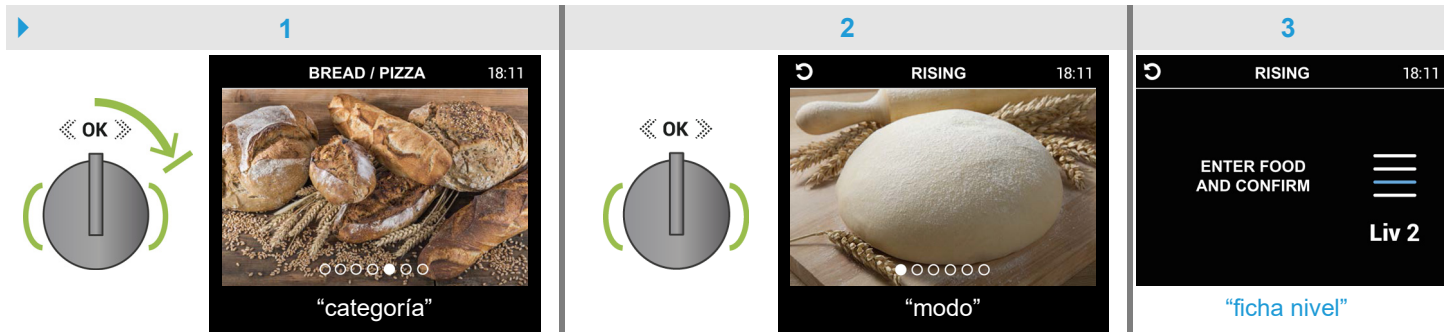 1
2
3
BREAD / PIZZA 18:11
OK
“categoría”
RISING 18:11
OK
“modo”
RISING 18:11
ENTER FOOD
AND CONFIRM
Liv 2
“ficha nivel”